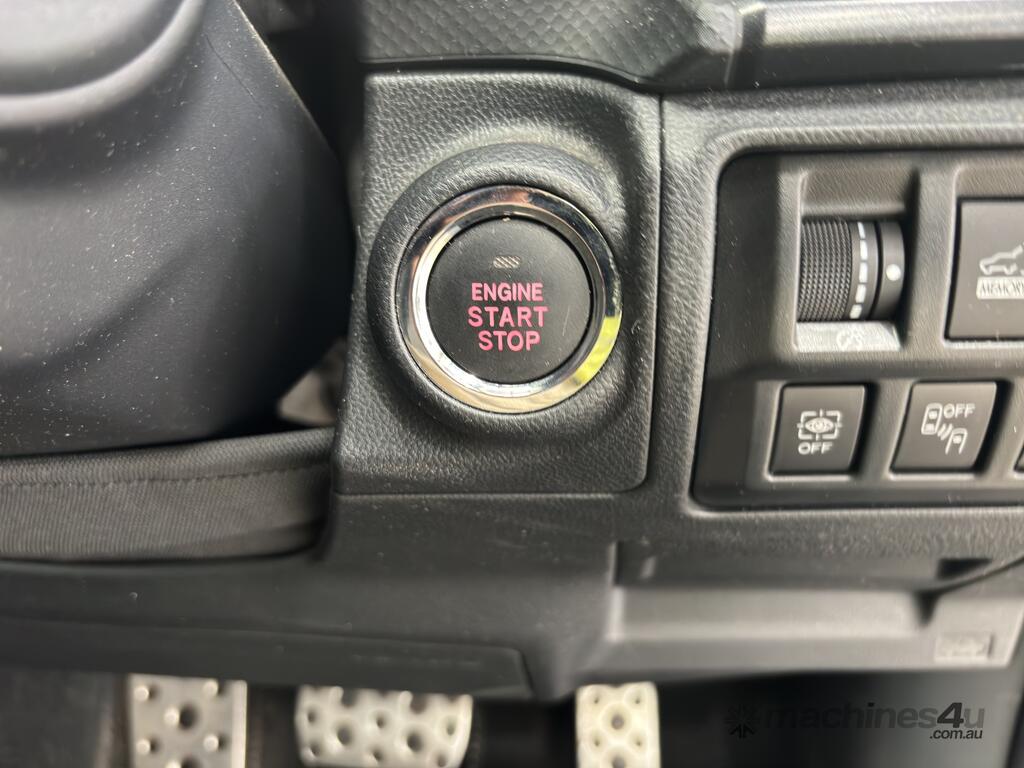 ENGINE
START
STOP
MEMORY
OFF
OFF
machines4u
.com.au